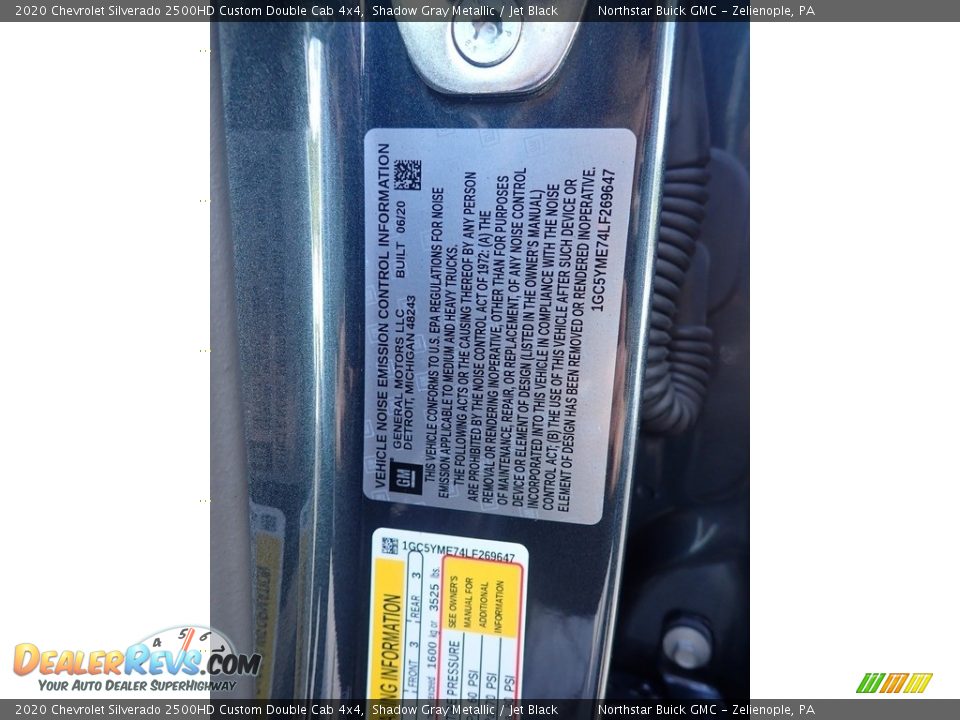 2020 Chevrolet Silverado 2500HD Custom Double Cab 4x4, Shadow Gray Metallic / Jet Black Northstar Buick GMC - Zelienople, PA
VEHICLE NOISE EMISSION CONTROL INFORMATION
GM
GENERAL MOTORS LLC BUILT 06/20
DETROIT, MICHIGAN 48243
THIS VEHICLE CONFORMS TO U.S. EPA REGULATIONS FOR NOISE
EMISSION APPLICABLE TO MEDIUM AND HEAVY TRUCKS.
THE FOLLOWING ACTS OR THE CAUSING THEREOF BY ANY PERSON
ARE PROHIBITED BY THE NOISE CONTROL ACT OF 1972: (A) THE
REMOVAL OR RENDERING INOPERATIVE, OTHER THAN FOR PURPOSES
OF MAINTENANCE, REPAIR, OR REPLACEMENT, OF ANY NOISE CONTROL
DEVICE OR ELEMENT OF DESIGN (LISTED IN THE OWNER'S MANUAL)
INCORPORATED INTO THIS VEHICLE IN COMPLIANCE WITH THE NOISE
CONTROL ACT; (B) THE USE OF THIS VEHICLE AFTER SUCH DEVICE OR
ELEMENT OF DESIGN HAS BEEN REMOVED OR RENDERED INOPERATIVE.
1GC5YME74LF269647
1GC5YME74LF269647
INFORMATION
FRONT 3 REAR 3
1600 kg or 3525 lbs.
PRESSURE
SEE OWNER'S
MANUAL FOR
ADDITIONAL
INFORMATION
PSI
PSI
PSI
DealerRevs.com
Your Auto Dealer SuperHighway
2020 Chevrolet Silverado 2500HD Custom Double Cab 4x4, Shadow Gray Metallic / Jet Black Northstar Buick GMC - Zelienople, PA